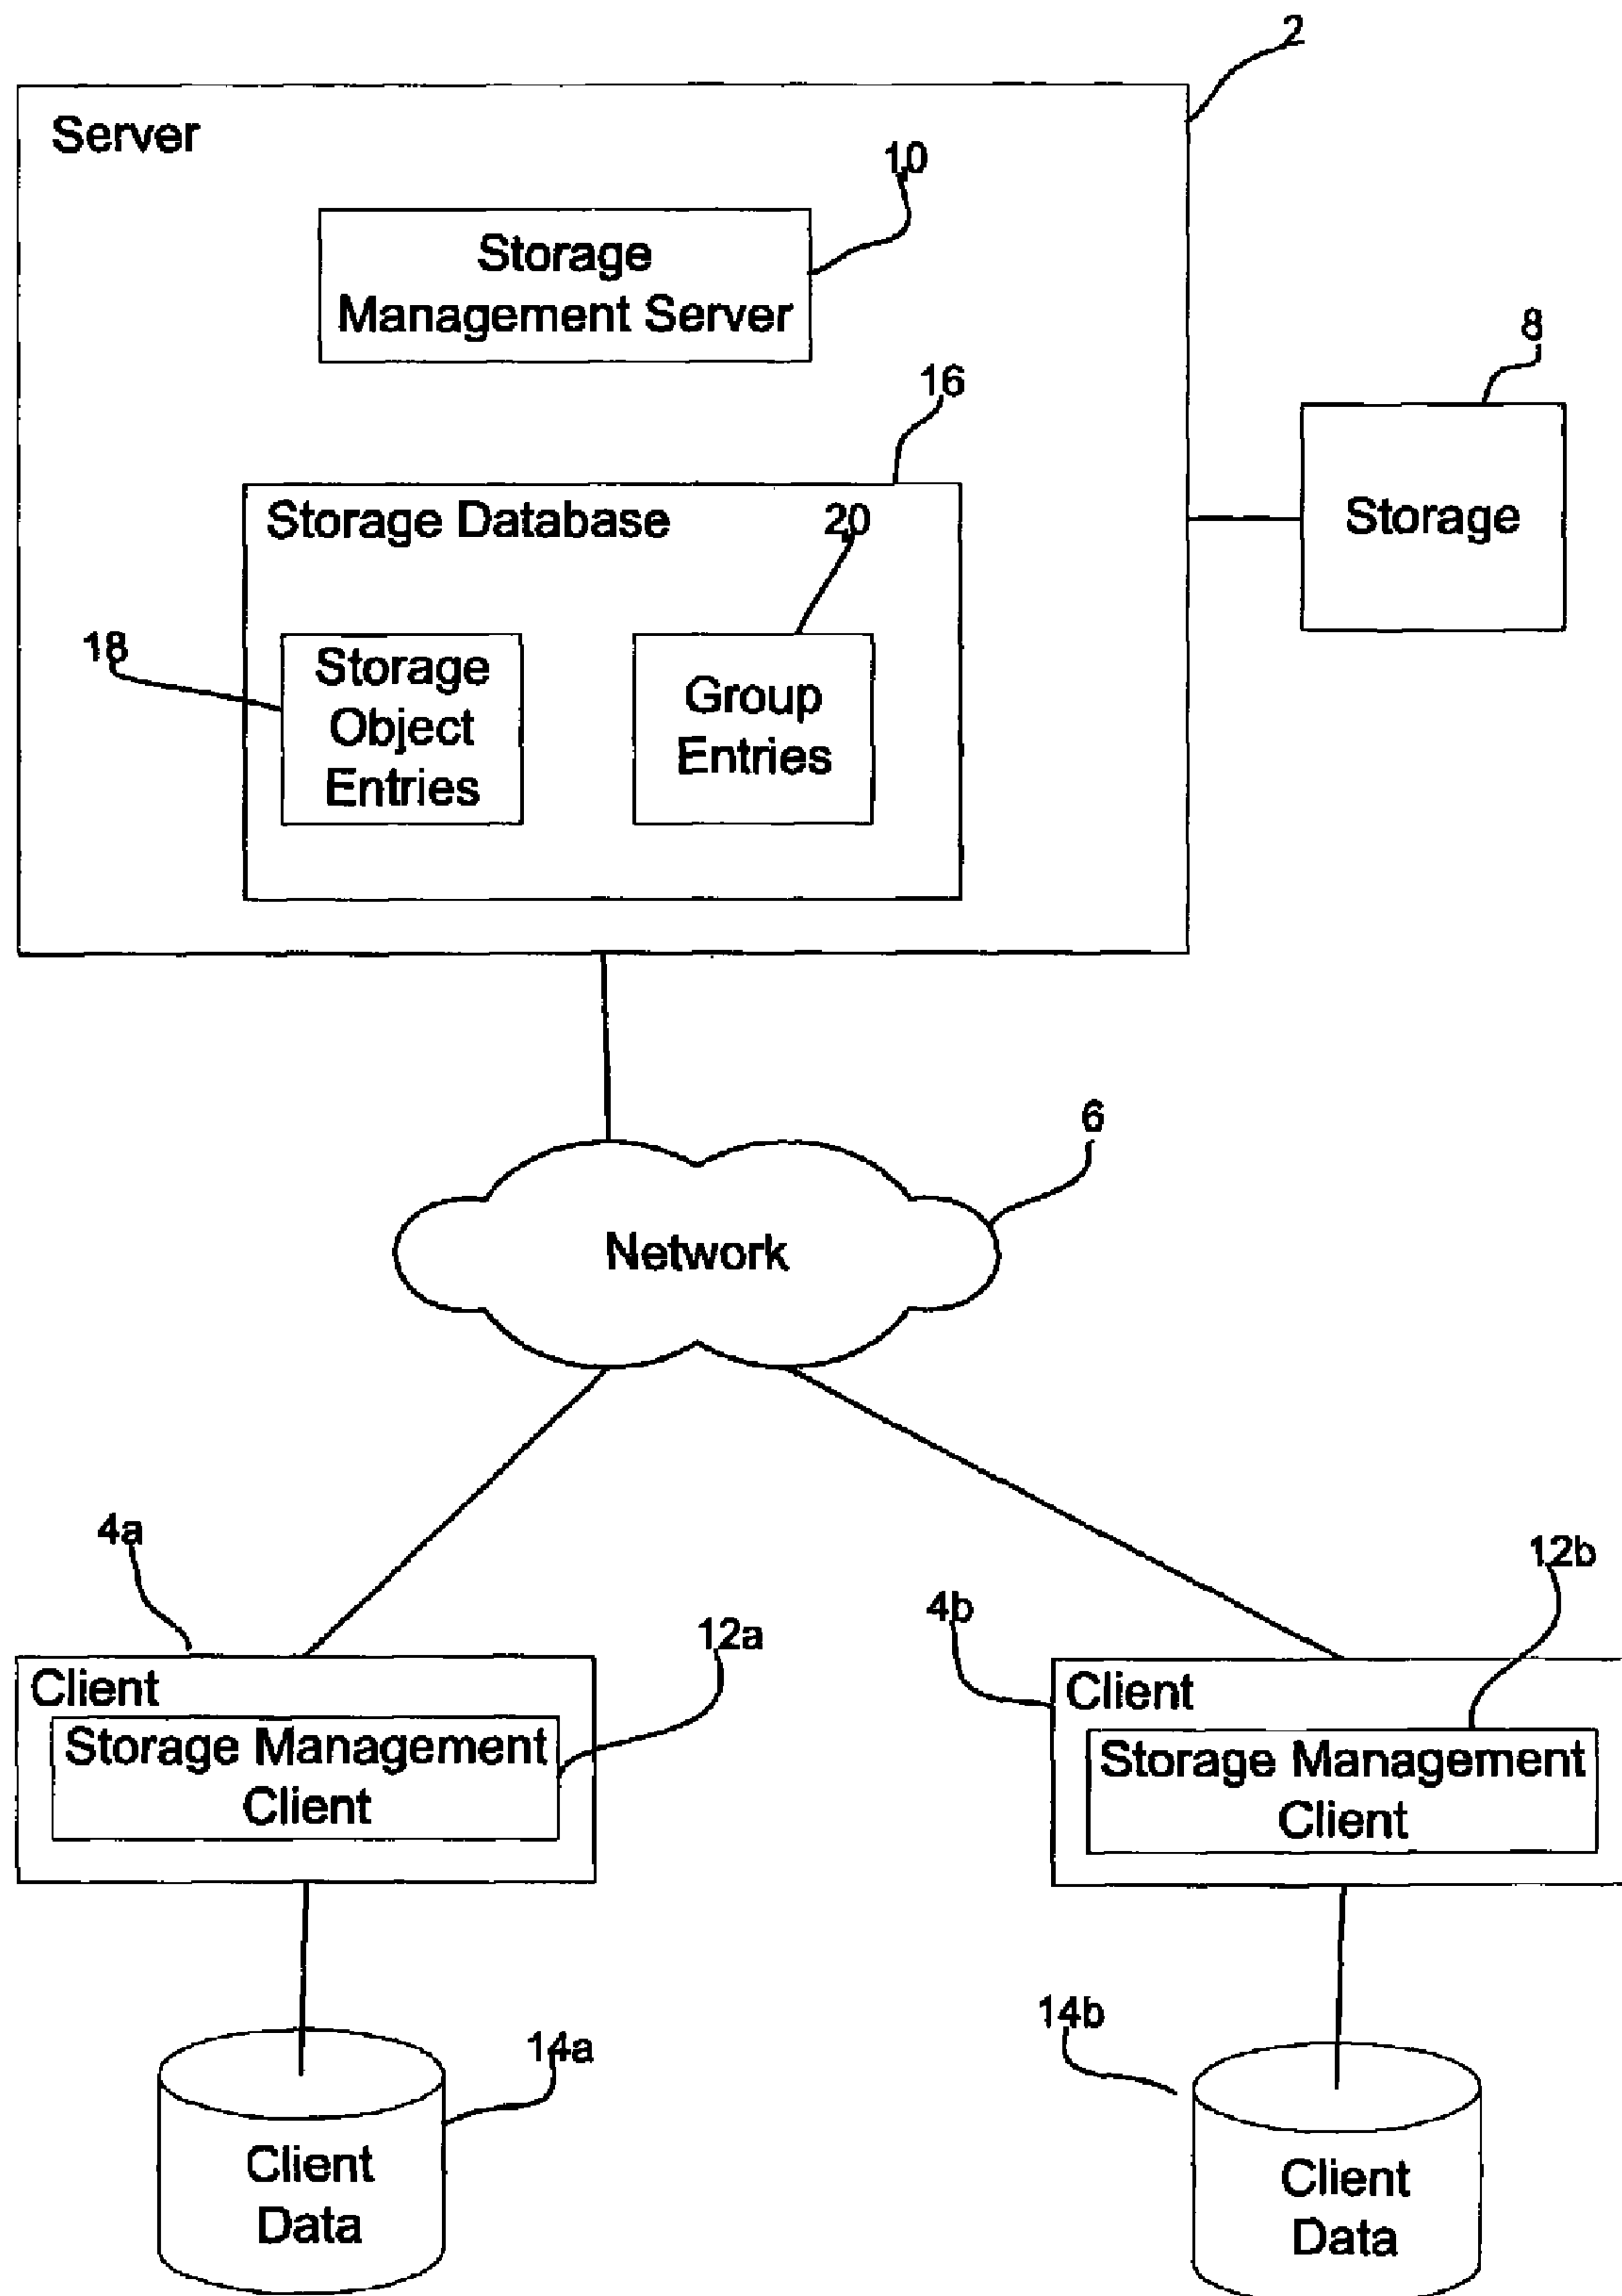 2
Server
10
Storage
Management Server
8
16
Storage Database
20
Storage
18
Storage
Object
Entries
Group
Entries
6
Network
4a
12b
4b
12a
Client
Client
Storage Management
Client
Storage Management
Client
14b
14a
Client
Data
Client
Data